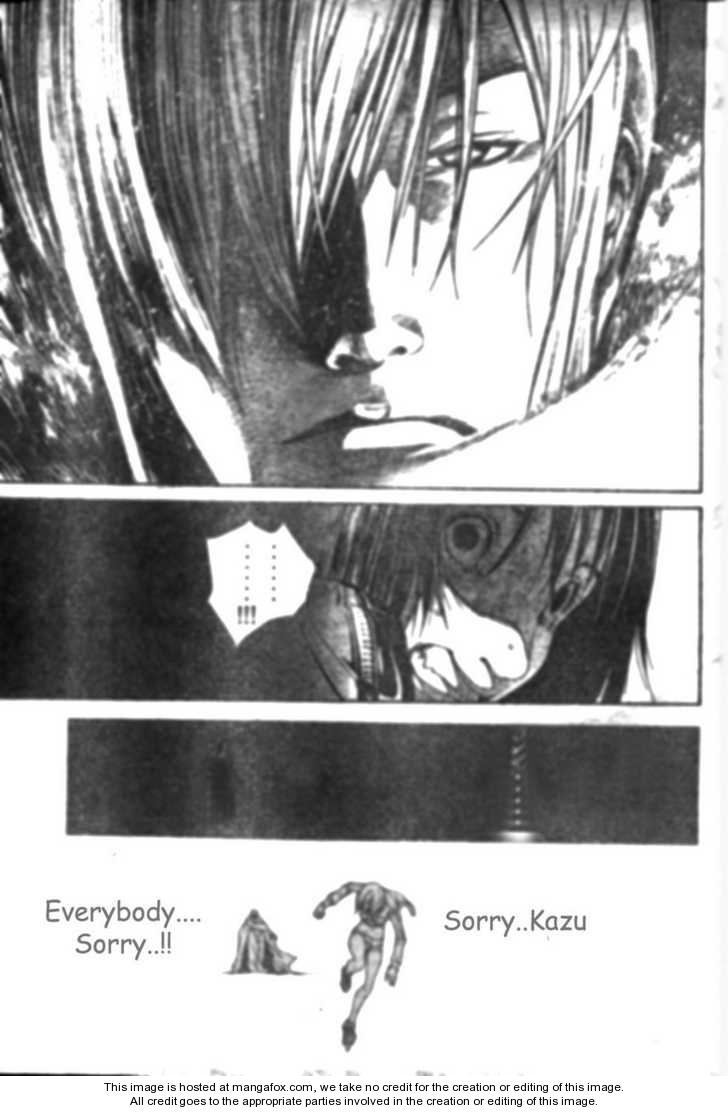 : :
!!!
Sorry..Kazu
Everybody....
Sorry..!!
This image is hosted at mangafox.com, we take no credit for the creation or editing of this image.
All credit goes to the appropriate parties involved in the creation or editing of this image.